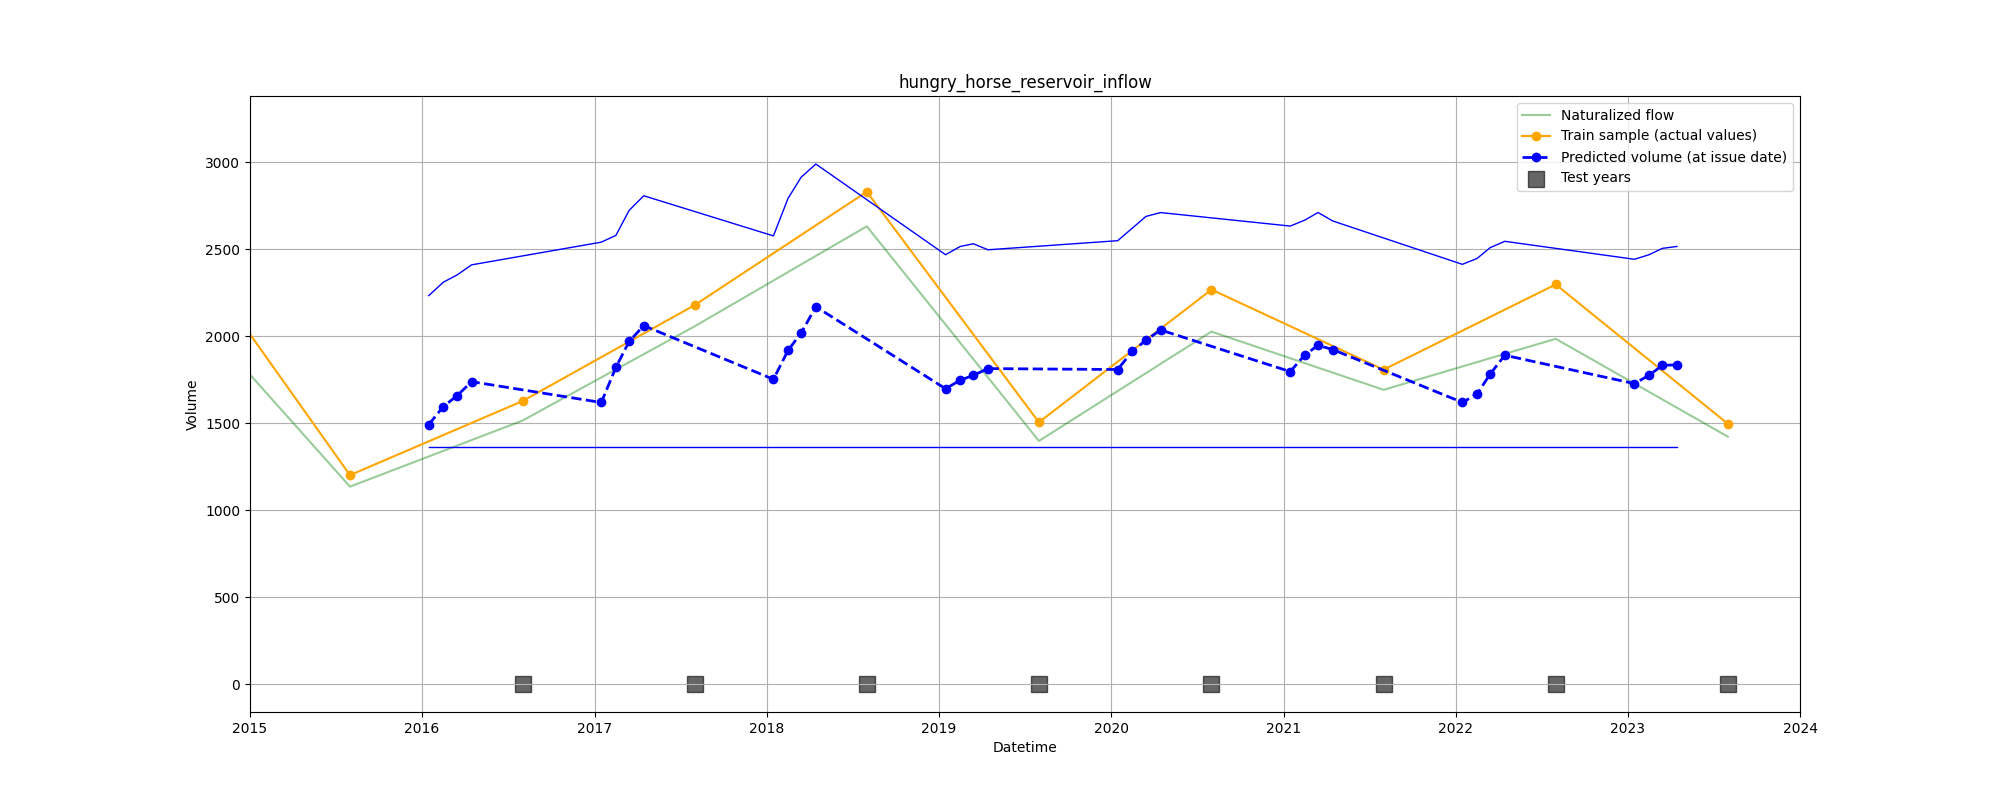 hungry_horse_reservoir_inflow
Naturalized flow
Train sample (actual values)
Predicted volume (at issue date)
Test years
Volume
3000
2500
2000
1500
1000
500
0
2015 2016 2017 2018 2019 2020 2021 2022 2023 2024
Datetime